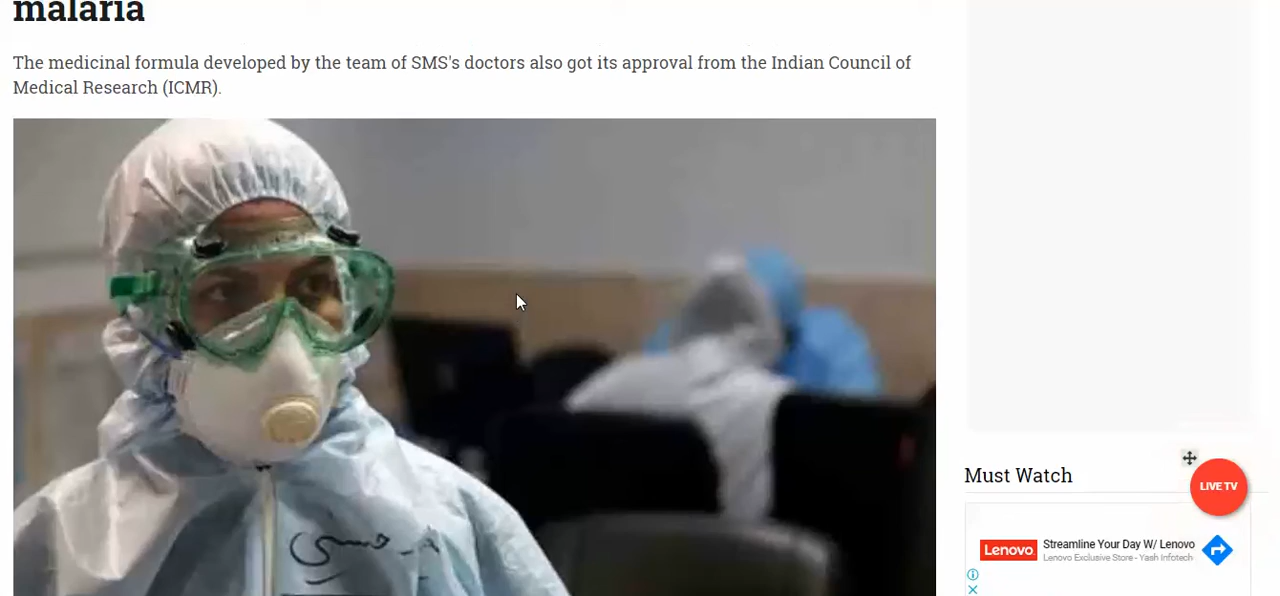 malaria
The medicinal formula developed by the team of SMS's doctors also got its approval from the Indian Council of
Medical Research (ICMR).
Must Watch
LIVE TV
Lenovo
Streamline Your Day W/ Lenovo
Lenovo Exclusive Store - Yash Infotech